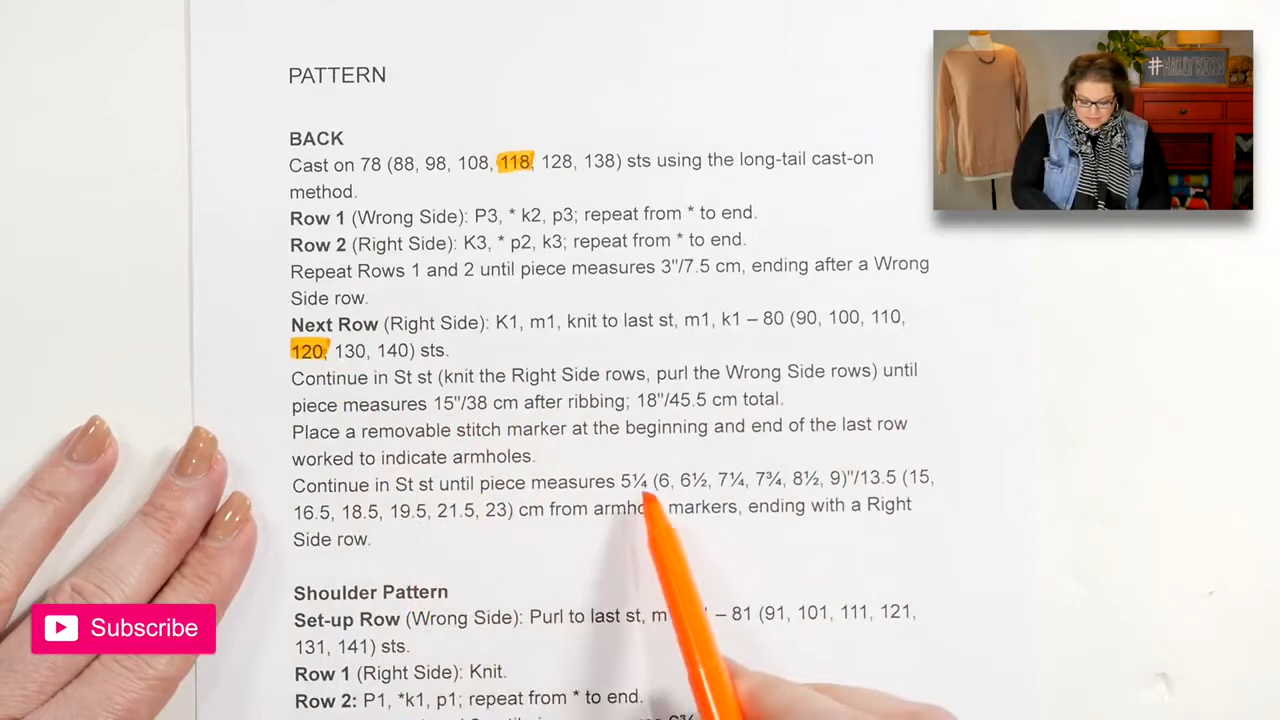 PATTERN
BACK
Cast on 78 (88, 98, 108, 118, 128, 138) sts using the long-tail cast-on
method.
Row 1 (Wrong Side): P3, * k2, p3; repeat from * to end.
Row 2 (Right Side): K3, * p2, k3; repeat from * to end.
Repeat Rows 1 and 2 until piece measures 3"/7.5 cm, ending after a Wrong
Side row.
Next Row (Right Side): K1, m1, knit to last st, m1, k1 – 80 (90, 100, 110,
120, 130, 140) sts.
Continue in St st (knit the Right Side rows, purl the Wrong Side rows) until
piece measures 15"/38 cm after ribbing; 18"/45.5 cm total.
Place a removable stitch marker at the beginning and end of the last row
worked to indicate armholes.
Continue in St st until piece measures 5¼ (6, 6½, 7¼, 7¾, 8½, 9)"/13.5 (15,
16.5, 18.5, 19.5, 21.5, 23) cm from markers, ending with a Right
Side row.
Shoulder Pattern
Set-up Row (Wrong Side): Purl to last st, – 81 (91, 101, 111, 121,
131, 141) sts.
Row 1 (Right Side): Knit.
Row 2: P1, *k1, p1; repeat from * to end.
Subscribe